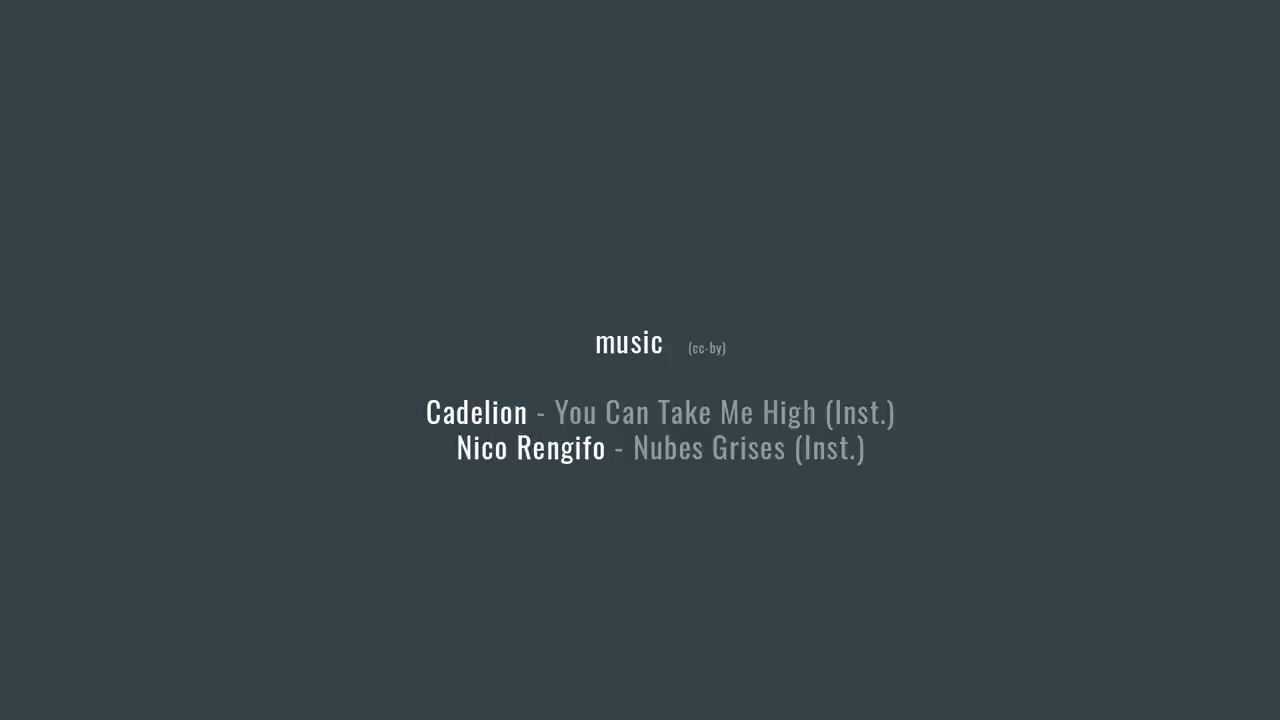 music (cc-by)
Cadelion - You Can Take Me High (Inst.)
Nico Rengifo - Nubes Grises (Inst.)